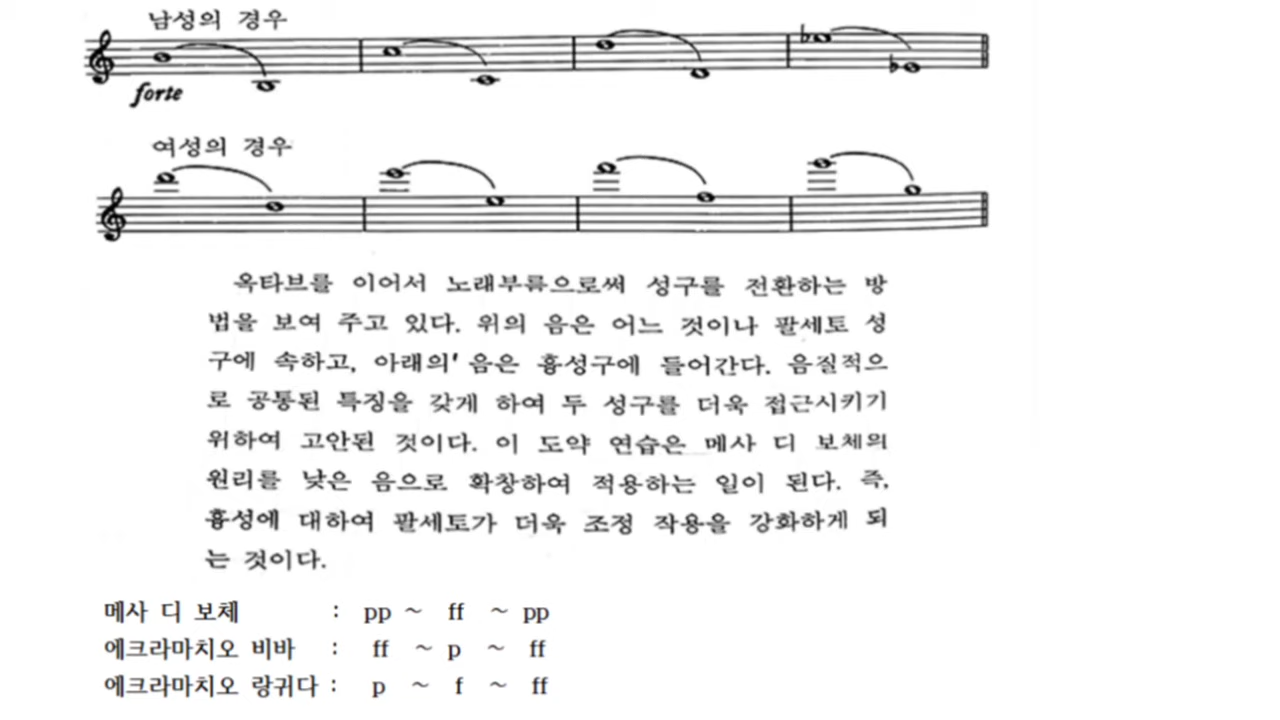 남성의 경우
forte
여성의 경우
옥타브를 이어서 노래부류으로써 성구를 전환하는 방
법을 보여 주고 있다. 위의 음은 어느 것이나 팔세토 성
구에 속하고, 아래의' 음은 흉성구에 들어간다. 음질적으
로 공통된 특징을 갖게 하여 두 성구를 더욱 접근시키기
위하여 고안된 것이다. 이 도약 연습은 메사 디 보체의
원리를 낮은 음으로 확창하여 적용하는 일이 된다. 즉,
흉성에 대하여 팔세토가 더욱 조정 작용을 강화하게 되
는 것이다.
메사 디 보체 : pp ~ ff ~ pp
에크라마치오 비바 : ff ~ p ~ ff
에크라마치오 랑귀다 : p ~ f ~ ff